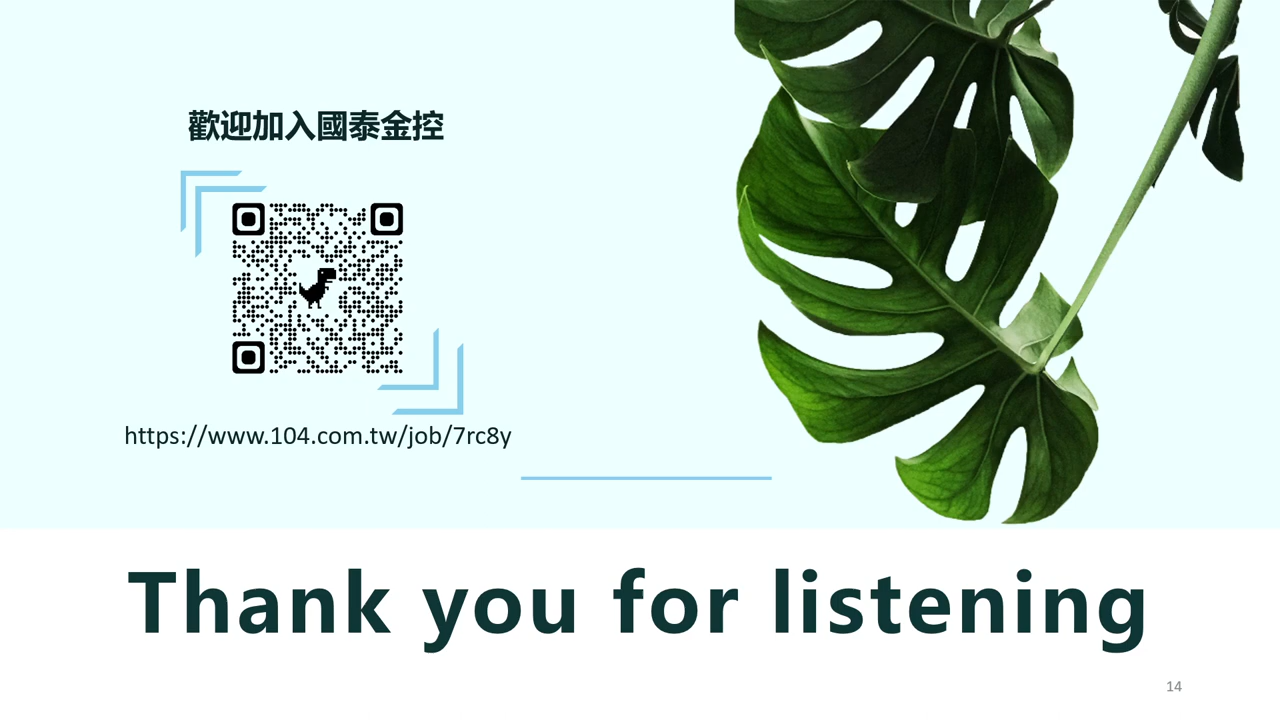 歡迎加入國泰金控
https://www.104.com.tw/job/7rc8y
Thank you for listening
14